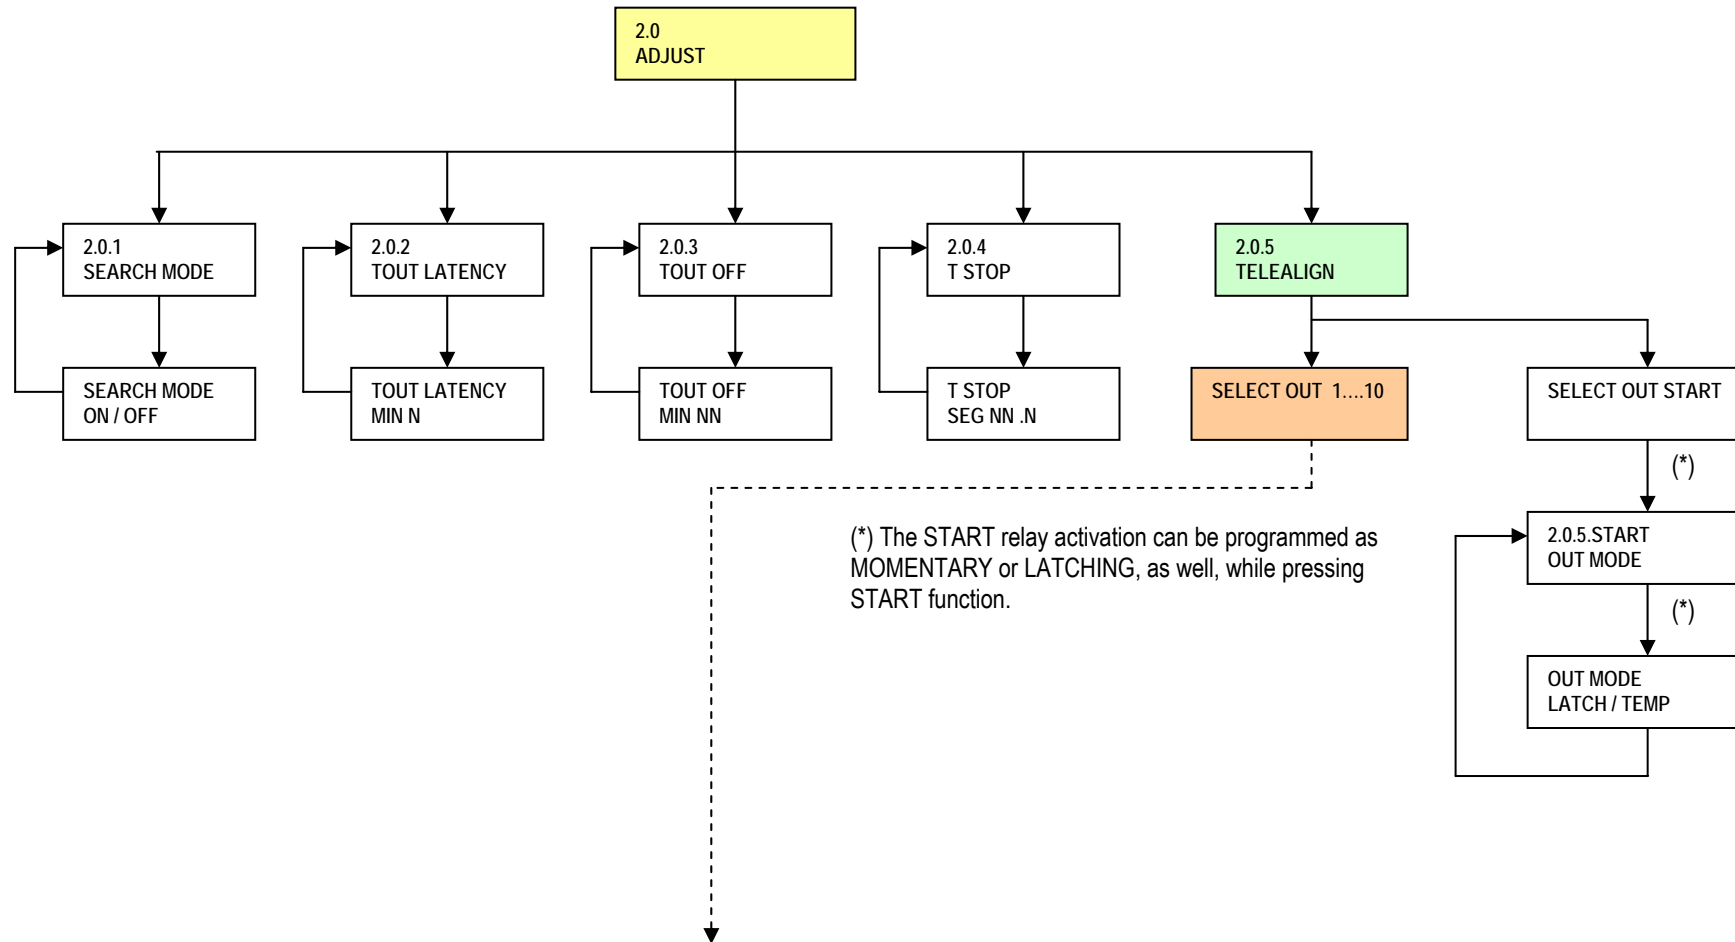 2.0
ADJUST
2.0.1
SEARCH MODE
2.0.2
TOUT LATENCY
2.0.3
TOUT OFF
2.0.4
T STOP
2.0.5
TELEALIGN
SEARCH MODE
ON / OFF
TOUT LATENCY
MIN N
TOUT OFF
MIN NN
T STOP
SEG NN .N
SELECT OUT 1....10
SELECT OUT START
(*)
(*) The START relay activation can be programmed as
MOMENTARY or LATCHING, as well, while pressing
START function.
2.0.5.START
OUT MODE
(*)
OUT MODE
LATCH / TEMP